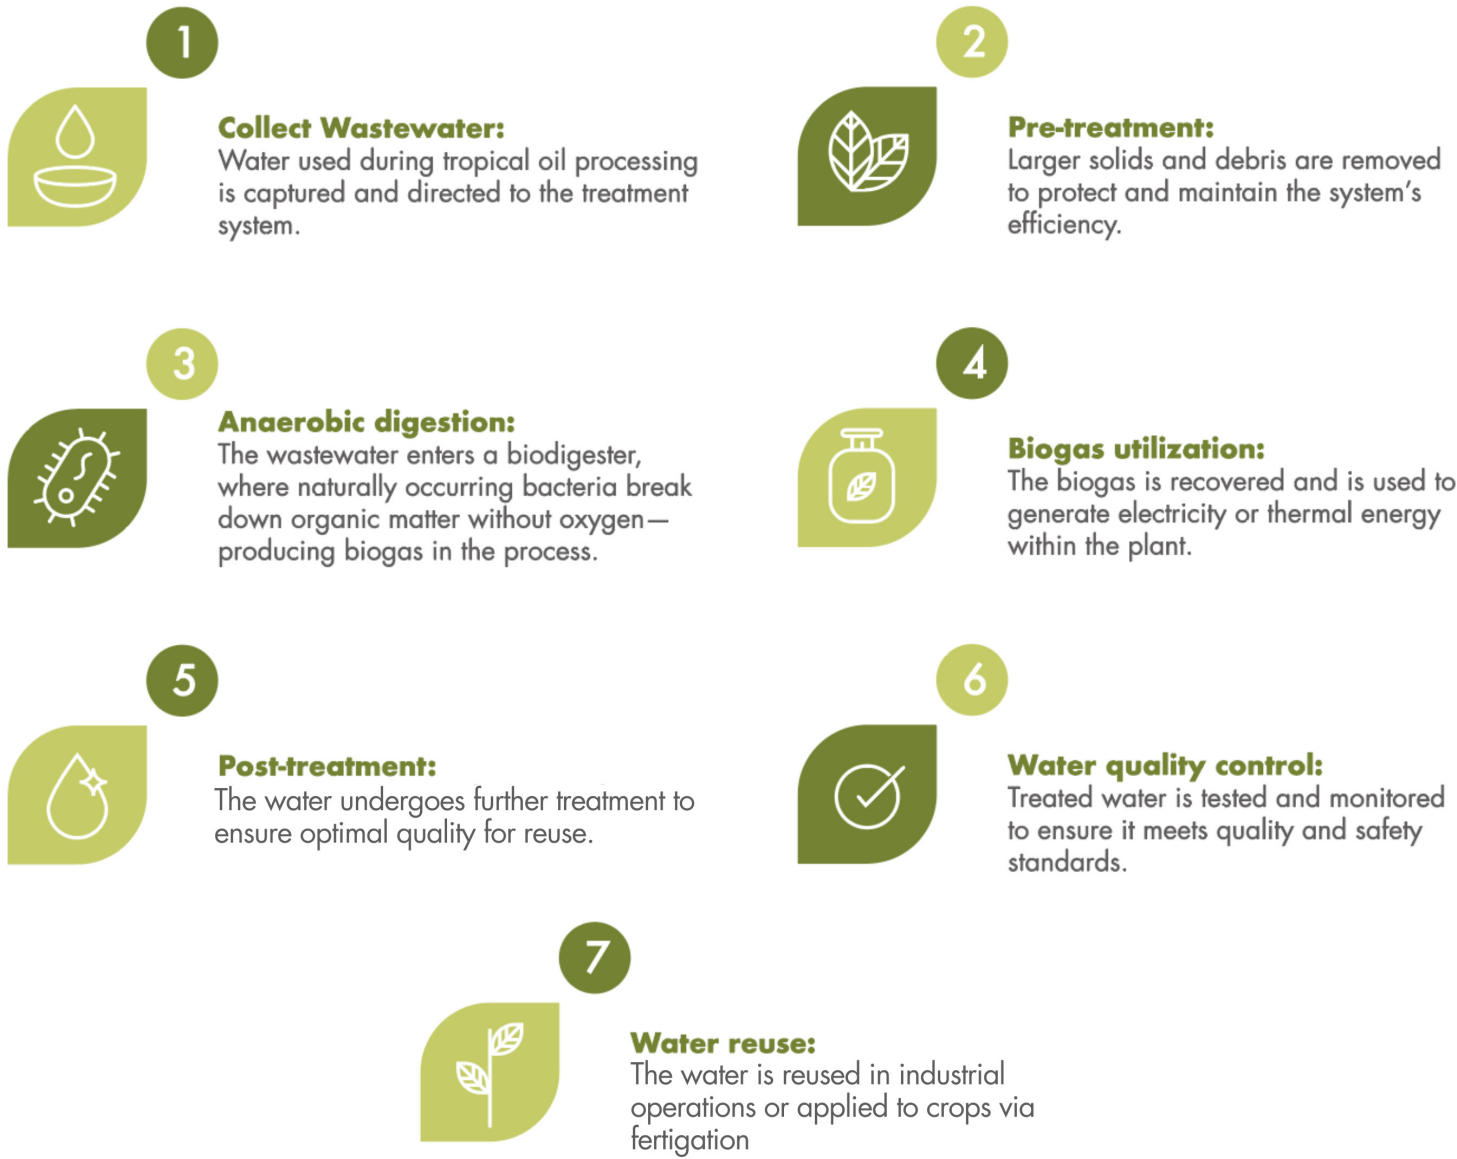 1
Collect Wastewater:
Water used during tropical oil processing
is captured and directed to the treatment
system.
2
Pre-treatment:
Larger solids and debris are removed
to protect and maintain the system’s
efficiency.
3
Anaerobic digestion:
The wastewater enters a biodigester,
where naturally occurring bacteria break
down organic matter without oxygen—
producing biogas in the process.
4
Biogas utilization:
The biogas is recovered and is used to
generate electricity or thermal energy
within the plant.
5
Post-treatment:
The water undergoes further treatment to
ensure optimal quality for reuse.
6
Water quality control:
Treated water is tested and monitored
to ensure it meets quality and safety
standards.
7
Water reuse:
The water is reused in industrial
operations or applied to crops via
fertigation